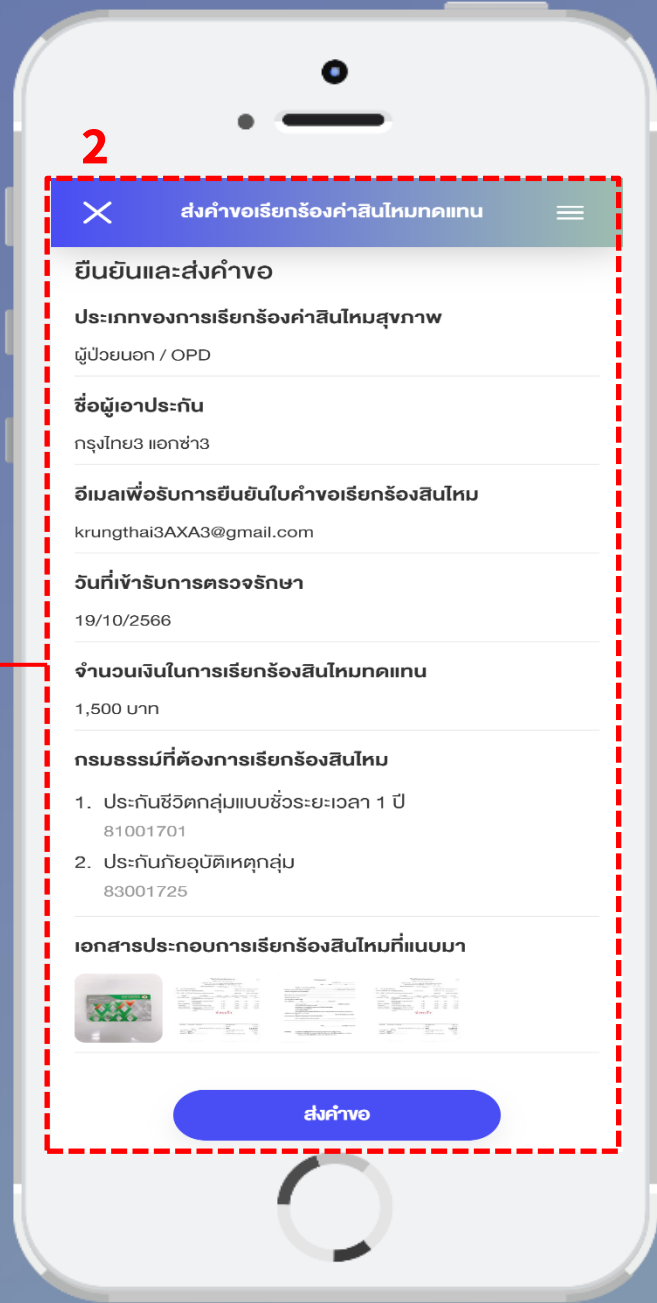 2
ส่งคำขอเรียกร้องค่าสินไหมทดแทน
ยืนยันและส่งคำขอ
ประเภทของการเรียกร้องค่าสินไหมสุขภาพ
ผู้ป่วยนอก / OPD
ชื่อผู้เอาประกัน
กรุงไทย3 แอกซ่า3
อีเมลเพื่อรับการยืนยันใบคำขอเรียกร้องสินไหม
krungthai3AXA3@gmail.com
วันที่เข้ารับการตรวจรักษา
19/10/2566
จำนวนเงินในการเรียกร้องสินไหมทดแทน
1,500 บาท
กรมธรรม์ที่ต้องการเรียกร้องสินไหม
1. ประกันชีวิตกลุ่มแบบชั่วระยะเวลา 1 ปี
81001701
2. ประกันภัยอุบัติเหตุกลุ่ม
83001725
เอกสารประกอบการเรียกร้องสินไหมที่แนบมา
ส่งคำขอ